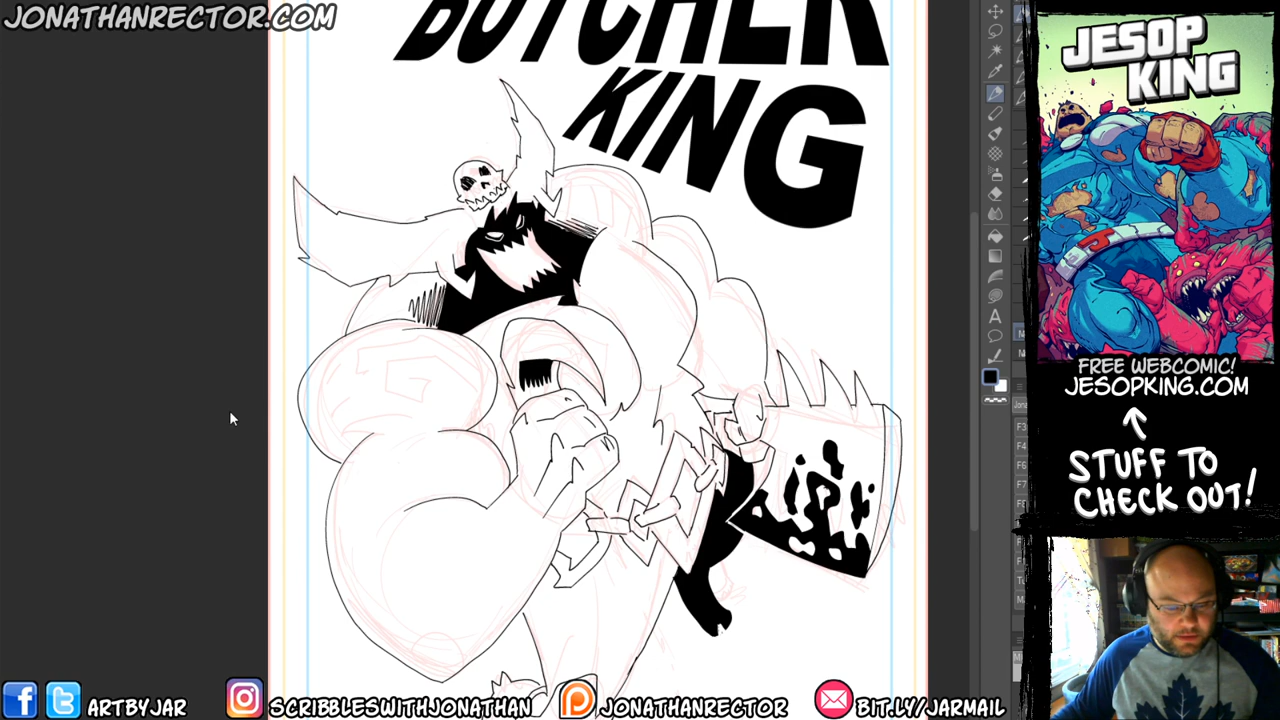 JONATHANRECTOR.COM
BUTCHER
KING
JESOP
KING
FREE WEBCOMIC!
JESOPKING.COM
STUFF TO
CHECK OUT!
ARTBYJAR
SCRIBBLESWITHJONATHAN
JONATHANRECTOR
BIT.LY/JARMAIL